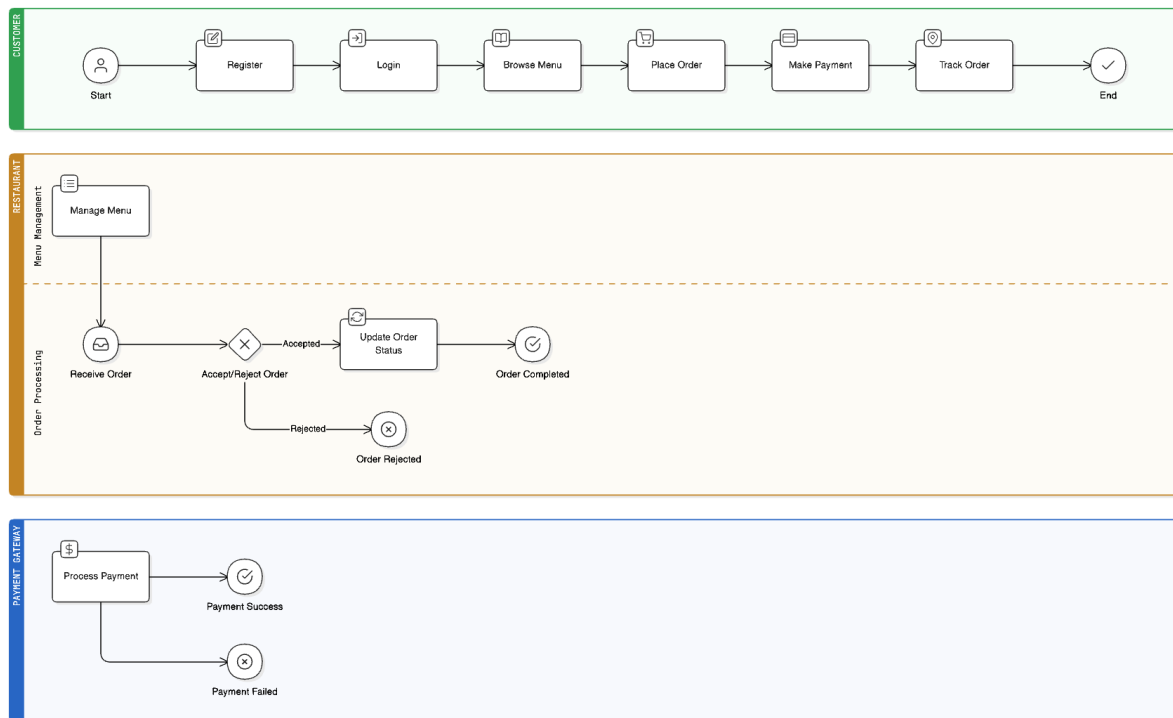 CUSTOMER
Start
Register
Login
Browse Menu
Place Order
Make Payment
Track Order
End
RESTAURANT
Menu Management
Manage Menu
Order Processing
Receive Order
Accept/Reject Order
Accepted
Update Order
Status
Order Completed
Rejected
Order Rejected
PAYMENT GATEWAY
Process Payment
Payment Success
Payment Failed